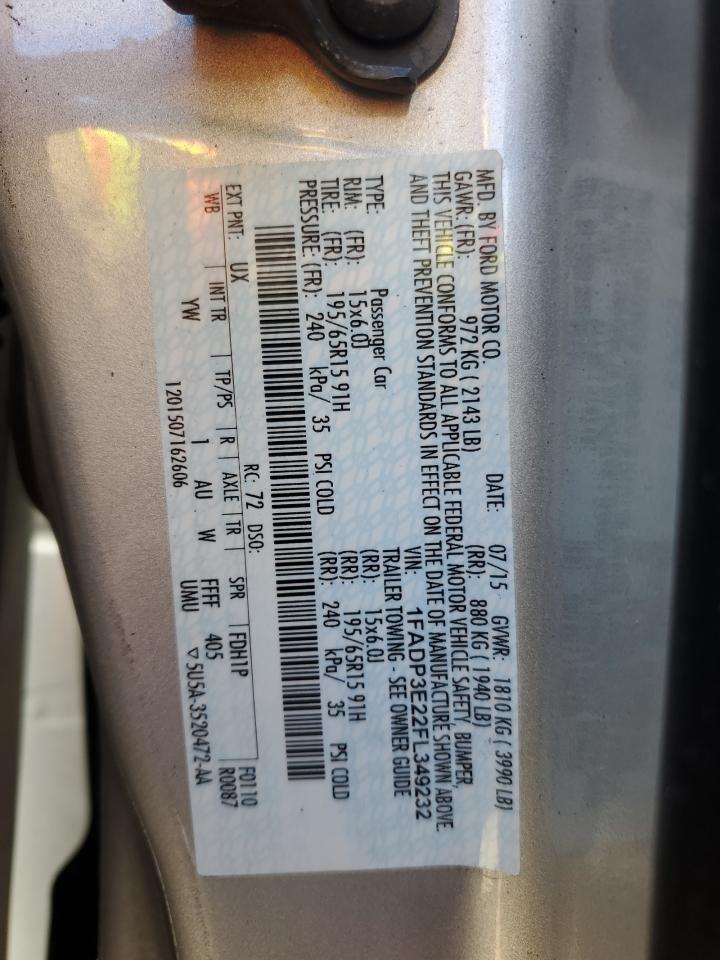 MFD. BY FORD MOTOR CO. DATE: 07/15 GVWR: 1810 KG ( 3990 LB)
GAWR: (FR): 972 KG ( 2143 LB) (RR): 880 KG ( 1940 LB)
THIS VEHICLE CONFORMS TO ALL APPLICABLE FEDERAL MOTOR VEHICLE SAFETY, BUMPER,
AND THEFT PREVENTION STANDARDS IN EFFECT ON THE DATE OF MANUFACTURE SHOWN ABOVE.
VIN: 1FADP3E22FL349232
TYPE: Passenger Car TRAILER TOWING - SEE OWNER GUIDE
RIM: (FR): 15x6.0J (RR): 15x6.0J
TIRE: (FR): 195/65R15 91H (RR): 195/65R15 91H
PRESSURE: (FR): 240 kPa/ 35 PSI COLD (RR): 240 kPa/ 35 PSI COLD
EXT PNT: UX RC: 72 DSO: F0110
WB | INT TR | TP/PS | R | AXLE | TR | SPR FDH1P R0087
YW 1 AU W FFFF 405
1201507162606 UMU ▽5U5A-3520472-AA